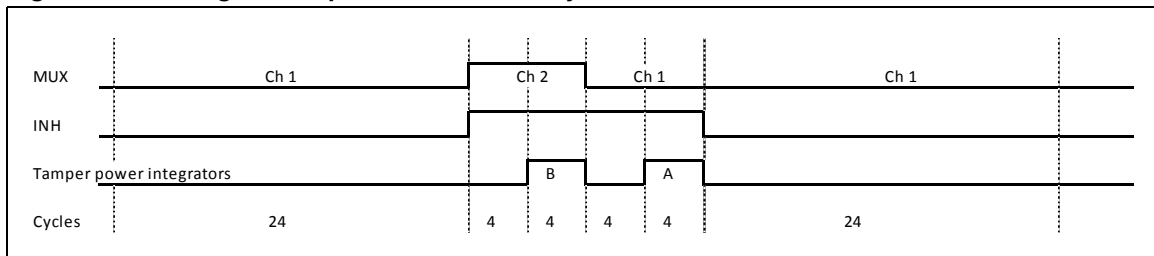 MUX Ch 1 Ch 2 Ch 1 Ch 1
INH
Tamper power integrators B A
Cycles 24 4 4 4 4 24